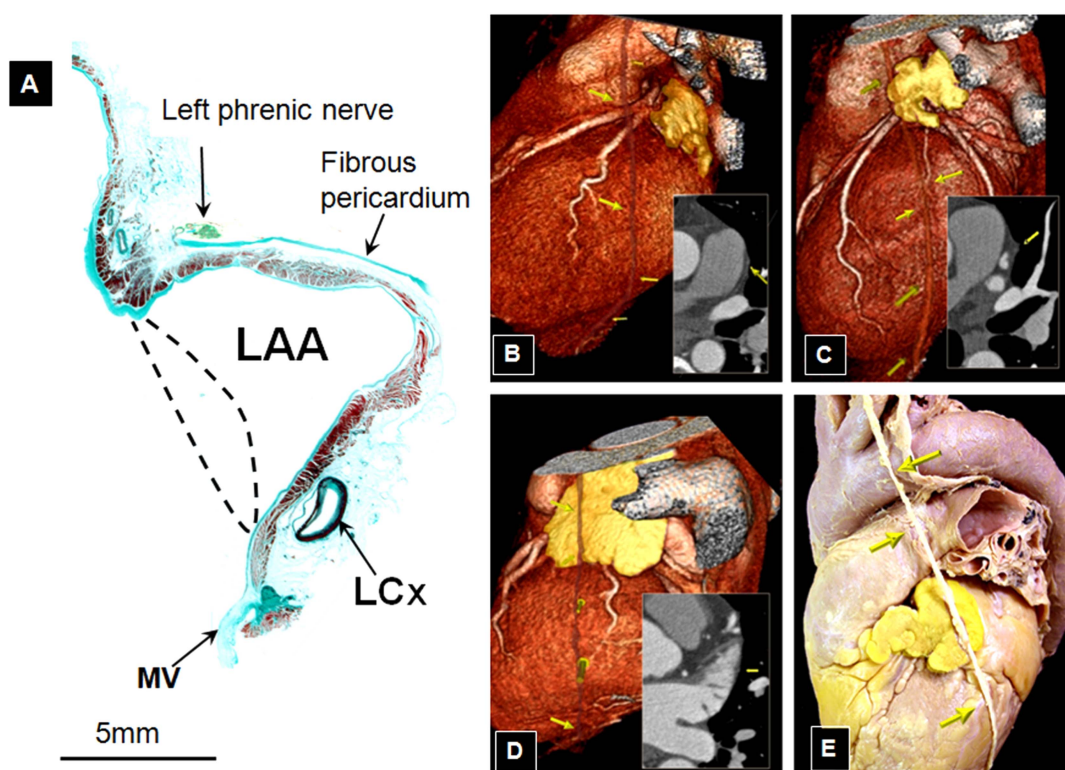 A
Left phrenic nerve
Fibrous
pericardium
LAA
LCx
MV
5mm
B
C
D
E